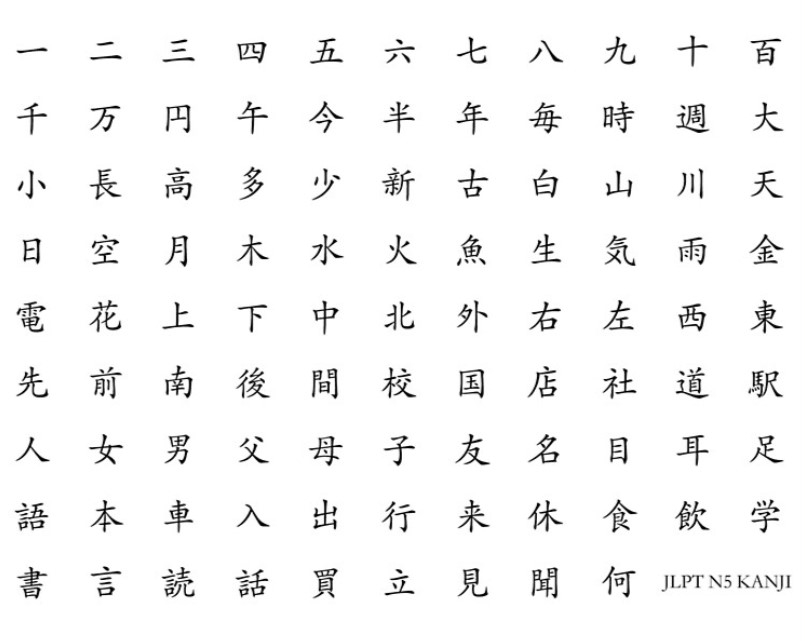 一 二 三 四 五 六 七 八 九 十 百
千 万 円 午 今 半 年 毎 時 週 大
小 長 高 多 少 新 古 白 山 川 天
日 空 月 木 水 火 魚 生 気 雨 金
電 花 上 下 中 北 外 右 左 西 東
先 前 南 後 間 校 国 店 社 道 駅
人 女 男 父 母 子 友 名 目 耳 足
語 本 車 入 出 行 来 休 食 飲 学
書 言 読 話 買 立 見 聞 何 JLPT N5 KANJI